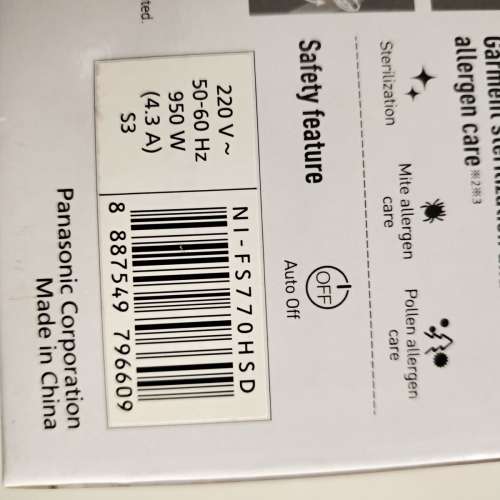 Garment
allergen care ※2※3
Sterilization
Mite allergen
care
Pollen allergen
care
Safety feature
OFF
Auto Off
220 V ~
50-60 Hz
950 W
(4.3 A)
S3
NI-FS770HSD
8 887549 796609
Panasonic Corporation
Made in China